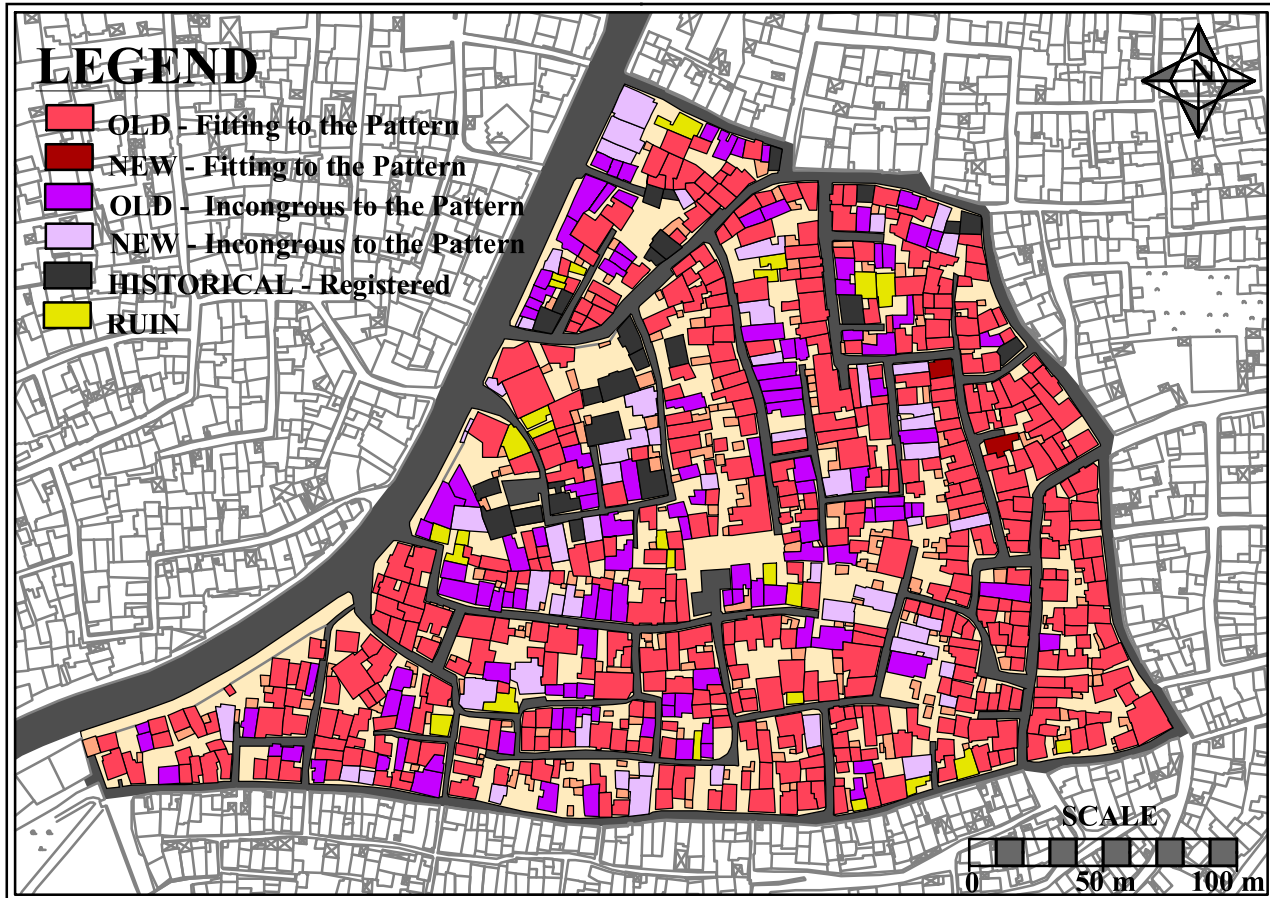 LEGEND
OLD - Fitting to the Pattern
NEW - Fitting to the Pattern
OLD - Incongrous to the Pattern
NEW - Incongrous to the Pattern
HISTORICAL - Registered
RUIN
N
SCALE
0 50 m 100 m